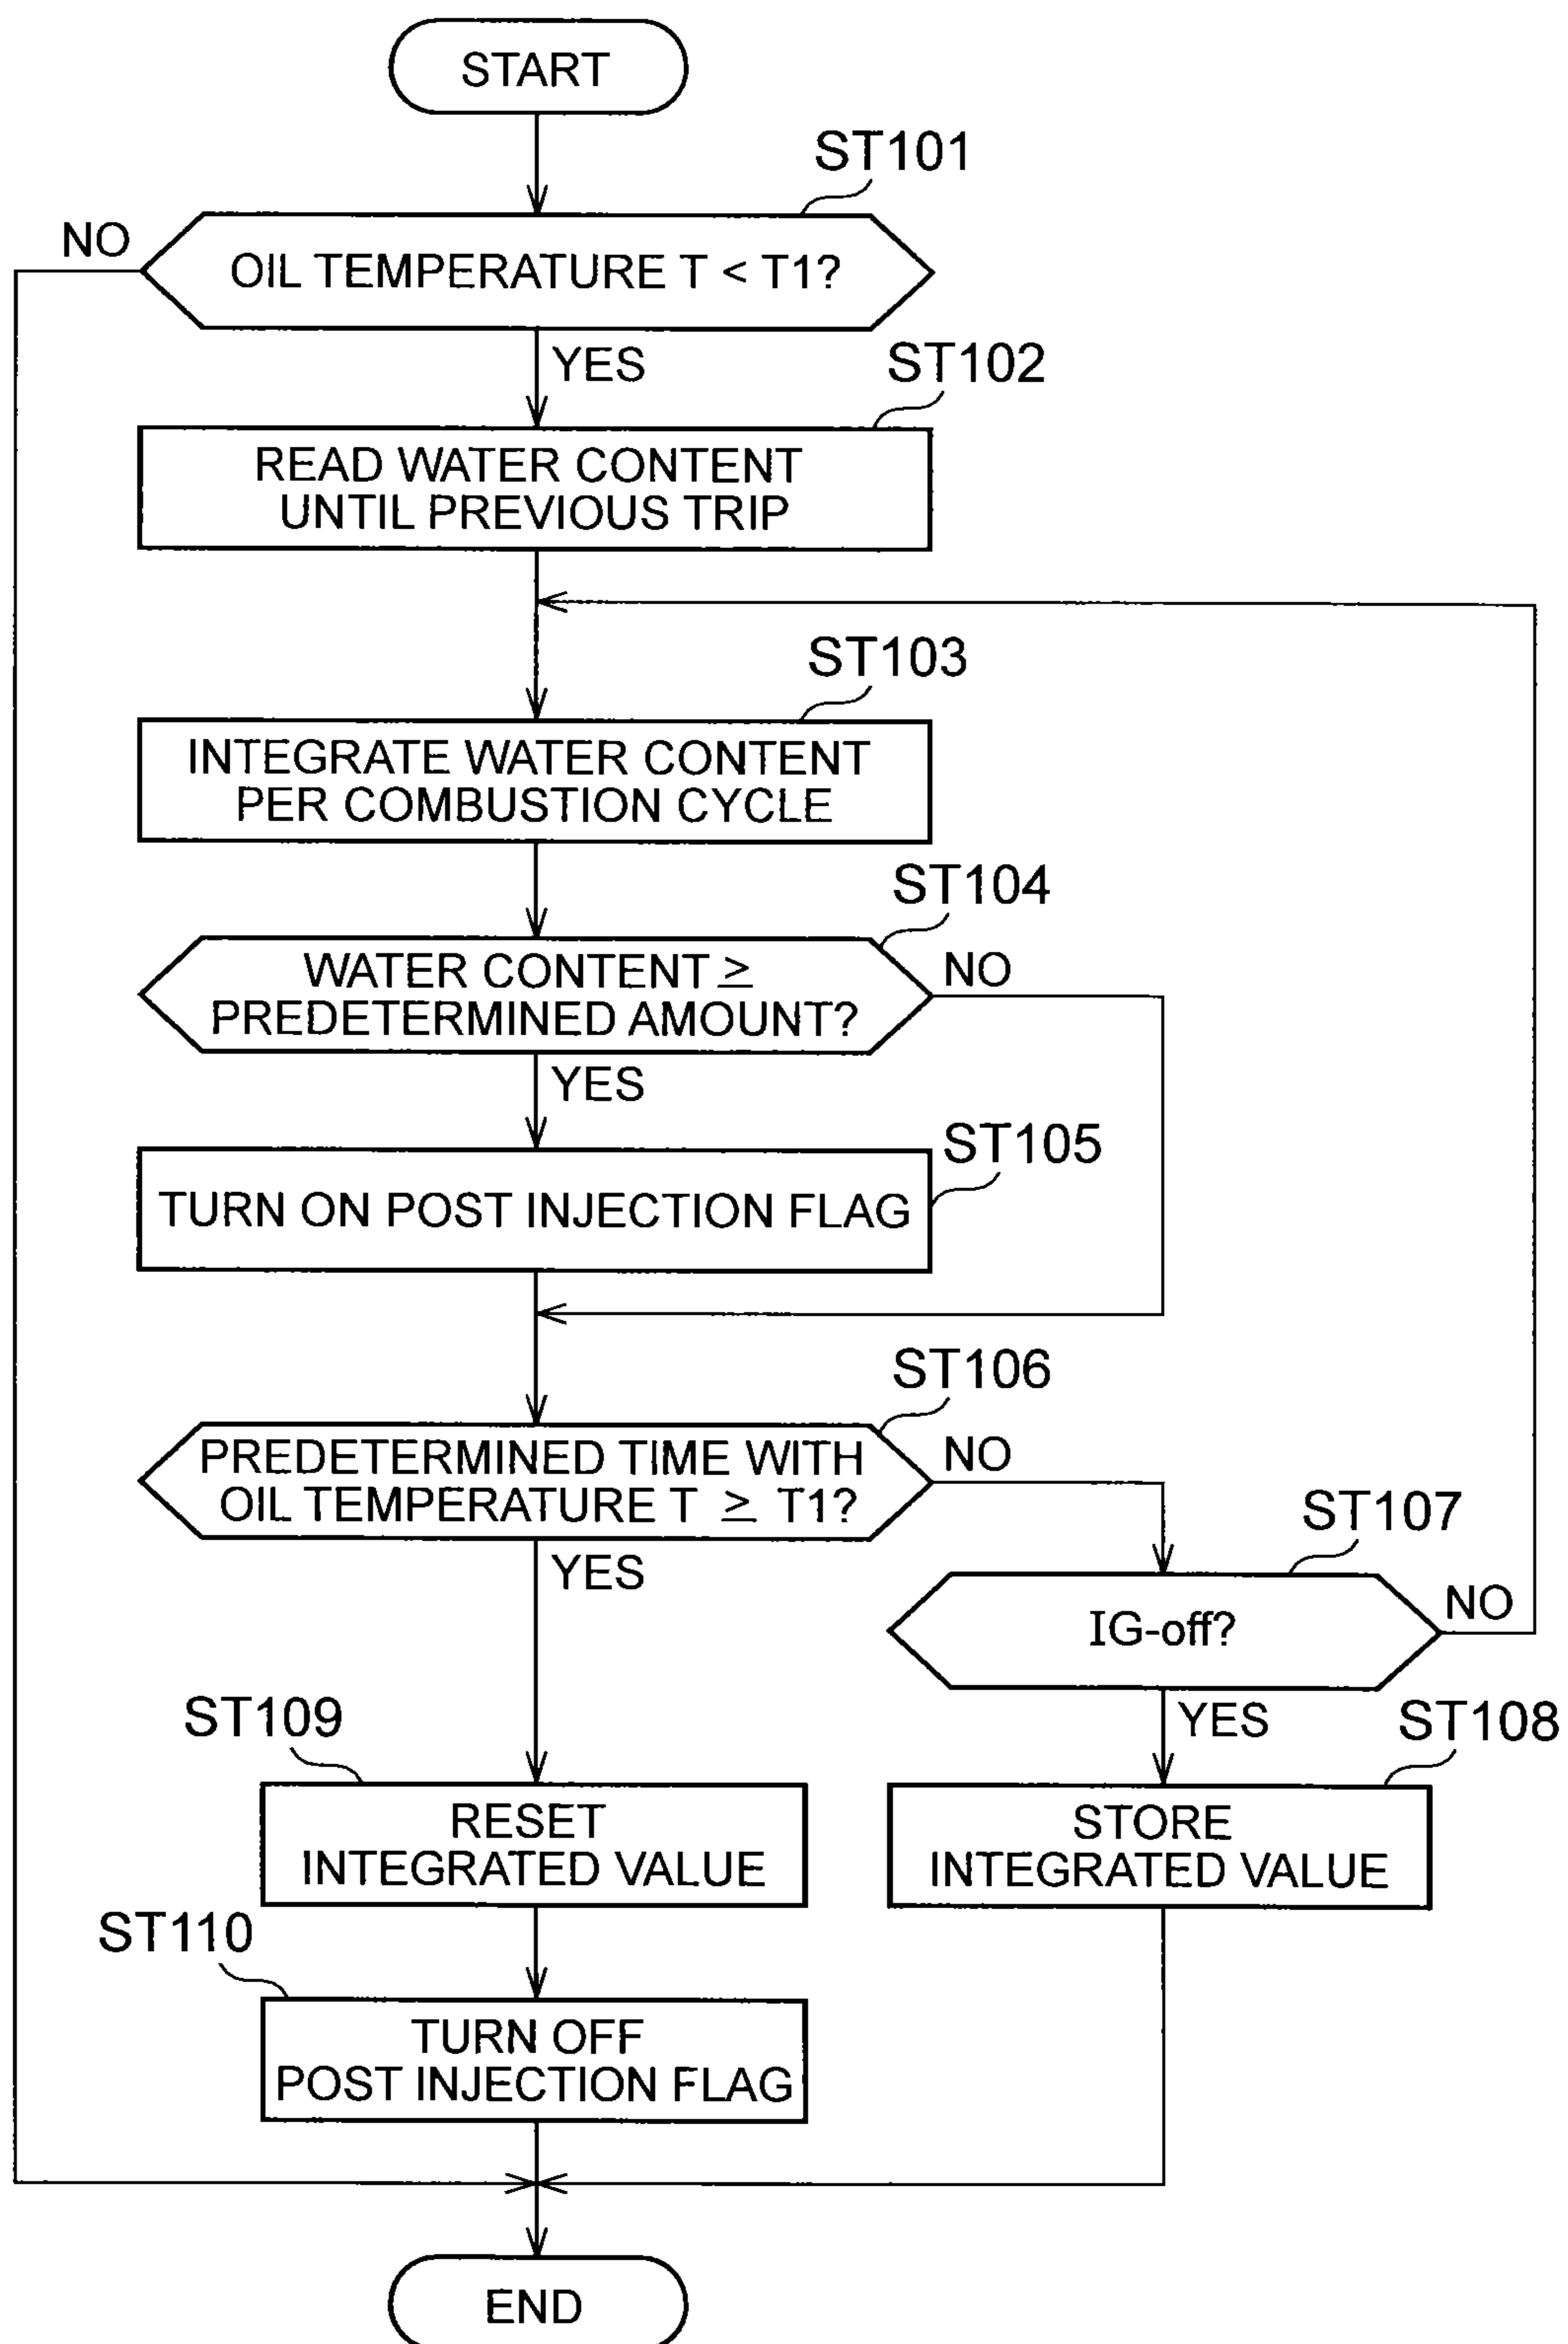 START
ST101
NO
OIL TEMPERATURE T < T1?
YES
ST102
READ WATER CONTENT
UNTIL PREVIOUS TRIP
ST103
INTEGRATE WATER CONTENT
PER COMBUSTION CYCLE
ST104
WATER CONTENT ≥
PREDETERMINED AMOUNT?
NO
YES
ST105
TURN ON POST INJECTION FLAG
ST106
PREDETERMINED TIME WITH
OIL TEMPERATURE T ≥ T1?
NO
YES
ST107
IG-off?
NO
YES
ST109
RESET
INTEGRATED VALUE
ST108
STORE
INTEGRATED VALUE
ST110
TURN OFF
POST INJECTION FLAG
END